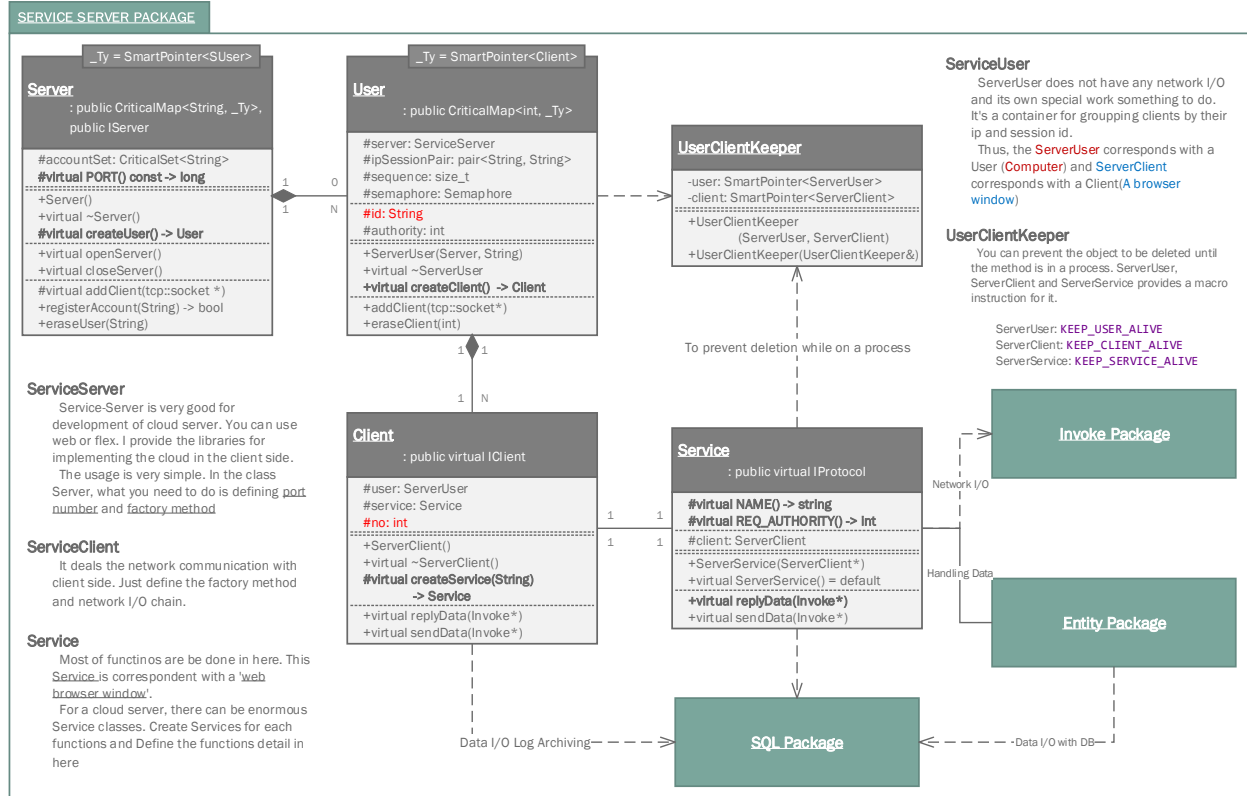 SERVICE SERVER PACKAGE
_Ty = SmartPointer<SUser>
Server
: public CriticalMap<String, _Ty>,
public IServer
#accountSet: CriticalSet<String>
#virtual PORT() const -> long
+Server()
+virtual ~Server()
#virtual createUser() -> User
+virtual openServer()
+virtual closeServer()
#virtual addClient(tcp::socket *)
+registerAccount(String) -> bool
+eraseUser(String)
1
1
0
N
_Ty = SmartPointer<Client>
User
: public CriticalMap<int, _Ty>
#server: ServiceServer
#ipSessionPair: pair<String, String>
#sequence: size_t
#semaphore: Semaphore
#id: String
#authority: int
+ServerUser(Server, String)
+virtual ~ServerUser
+virtual createClient() -> Client
+addClient(tcp::socket*)
+eraseClient(int)
1
1
1
N
UserClientKeeper
-user: SmartPointer<ServerUser>
-client: SmartPointer<ServerClient>
+UserClientKeeper
(ServerUser, ServerClient)
+UserClientKeeper(UserClientKeeper&)
To prevent deletion while on a process
ServiceUser
ServerUser does not have any network I/O
and its own special work something to do.
It's a container for groupping clients by their
ip and session id.
Thus, the ServerUser corresponds with a
User (Computer) and ServerClient
corresponds with a Client(A browser
window)
UserClientKeeper
You can prevent the object to be deleted until
the method is in a process. ServerUser,
ServerClient and ServerService provides a macro
instruction for it.
ServerUser: KEEP_USER_ALIVE
ServerClient: KEEP_CLIENT_ALIVE
ServerService: KEEP_SERVICE_ALIVE
ServiceServer
Service-Server is very good for
development of cloud server. You can use
web or flex. I provide the libraries for
implementing the cloud in the client side.
The usage is very simple. In the class
Server, what you need to do is defining port
number and factory method
ServiceClient
It deals the network communication with
client side. Just define the factory method
and network I/O chain.
Service
Most of functinos are be done in here. This
Service is correspondent with a 'web
browser window'.
For a cloud server, there can be enormous
Service classes. Create Services for each
functions and Define the functions detail in
here
Client
: public virtual IClient
#user: ServerUser
#service: Service
#no: int
+ServerClient()
+virtual ~ServerClient()
#virtual createService(String)
-> Service
+virtual replyData(Invoke*)
+virtual sendData(Invoke*)
1
1
1
1
Service
: public virtual IProtocol
#virtual NAME() -> string
#virtual REQ_AUTHORITY() -> int
#client: ServerClient
+ServerService(ServerClient*)
+virtual ServerService() = default
+virtual replyData(Invoke*)
+virtual sendData(Invoke*)
Network I/O
Handling Data
Invoke Package
Entity Package
Data I/O Log Archiving
SQL Package
Data I/O with DB